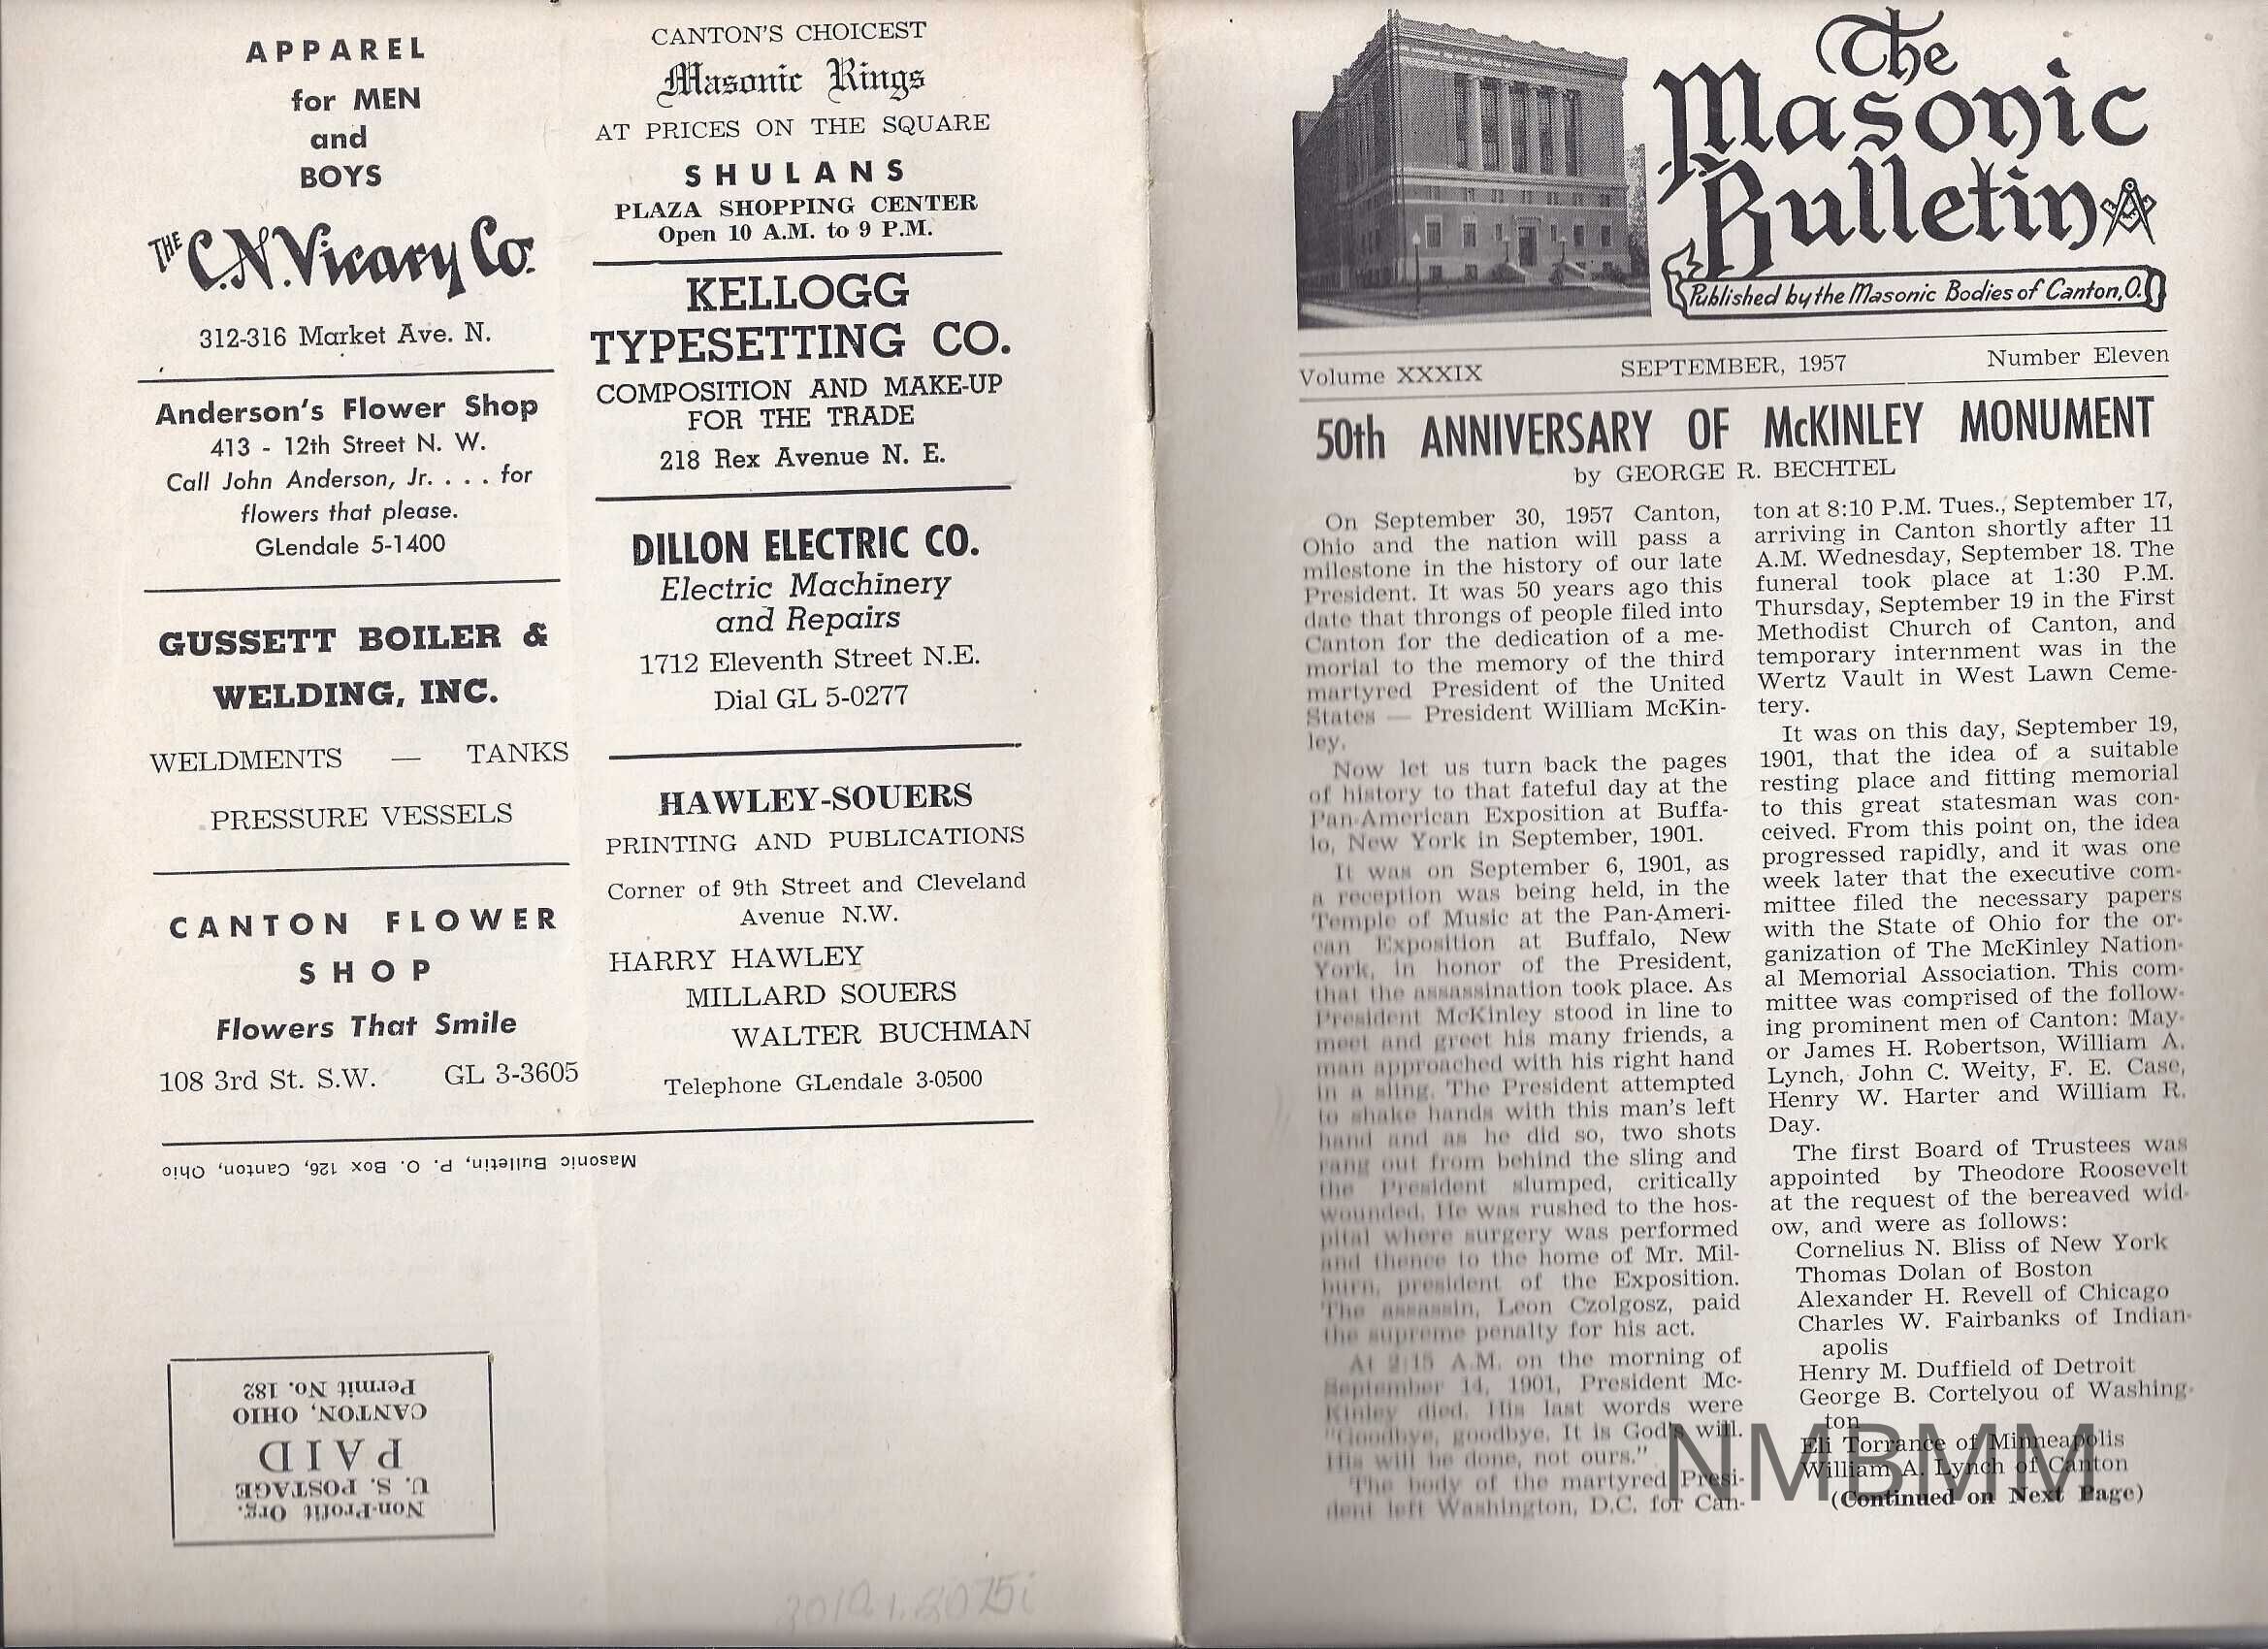 APPAREL
for MEN
and
BOYS
THE C.N. Vicary Co.
312-316 Market Ave. N.
Anderson's Flower Shop
413 - 12th Street N. W.
Call John Anderson, Jr. . . . for
flowers that please.
GLendale 5-1400
GUSSETT BOILER &
WELDING, INC.
WELDMENTS — TANKS
PRESSURE VESSELS
CANTON FLOWER
SHOP
Flowers That Smile
108 3rd St. S.W. GL 3-3605
CANTON'S CHOICEST
Masonic Rings
AT PRICES ON THE SQUARE
SHULANS
PLAZA SHOPPING CENTER
Open 10 A.M. to 9 P.M.
KELLOGG
TYPESETTING CO.
COMPOSITION AND MAKE-UP
FOR THE TRADE
218 Rex Avenue N. E.
DILLON ELECTRIC CO.
Electric Machinery
and Repairs
1712 Eleventh Street N.E.
Dial GL 5-0277
HAWLEY-SOUERS
PRINTING AND PUBLICATIONS
Corner of 9th Street and Cleveland
Avenue N.W.
HARRY HAWLEY
MILLARD SOUERS
WALTER BUCHMAN
Telephone GLendale 3-0500
Masonic Bulletin, P. O. Box 126, Canton, Ohio
Non-Profit Org.
U. S. POSTAGE
PAID
CANTON, OHIO
Permit No. 182
The
Masonic
Bulletin
Published by the Masonic Bodies of Canton, O.
Volume XXXIX SEPTEMBER, 1957 Number Eleven
50th ANNIVERSARY OF McKINLEY MONUMENT
by GEORGE R. BECHTEL
On September 30, 1957 Canton,
Ohio and the nation will pass a
milestone in the history of our late
President. It was 50 years ago this
date that throngs of people filed into
Canton for the dedication of a me-
morial to the memory of the third
martyred President of the United
States — President William McKin-
ley.
Now let us turn back the pages
of history to that fateful day at the
Pan-American Exposition at Buffa-
lo, New York in September, 1901.
It was on September 6, 1901, as
a reception was being held, in the
Temple of Music at the Pan-Ameri-
can Exposition at Buffalo, New
York, in honor of the President,
that the assassination took place. As
President McKinley stood in line to
meet and greet his many friends, a
man approached with his right hand
in a sling. The President attempted
to shake hands with this man's left
hand and as he did so, two shots
rang out from behind the sling and
the President slumped, critically
wounded. He was rushed to the hos-
pital where surgery was performed
and thence to the home of Mr. Mil-
burn, president of the Exposition.
The assassin, Leon Czolgosz, paid
the supreme penalty for his act.
At 2:15 A.M. on the morning of
September 14, 1901, President Mc-
Kinley died. His last words were
"Goodbye, goodbye. It is God's will.
His will be done, not ours."
The body of the martyred Presi-
dent left Washington, D.C. for Can-
ton at 8:10 P.M. Tues., September 17,
arriving in Canton shortly after 11
A.M. Wednesday, September 18. The
funeral took place at 1:30 P.M.
Thursday, September 19 in the First
Methodist Church of Canton, and
temporary internment was in the
Wertz Vault in West Lawn Ceme-
tery.
It was on this day, September 19,
1901, that the idea of a suitable
resting place and fitting memorial
to this great statesman was con-
ceived. From this point on, the idea
progressed rapidly, and it was one
week later that the executive com-
mittee filed the necessary papers
with the State of Ohio for the or-
ganization of The McKinley Nation-
al Memorial Association. This com-
mittee was comprised of the follow-
ing prominent men of Canton: May-
or James H. Robertson, William A.
Lynch, John C. Weity, F. E. Case,
Henry W. Harter and William R.
Day.
The first Board of Trustees was
appointed by Theodore Roosevelt
at the request of the bereaved wid-
ow, and were as follows:
Cornelius N. Bliss of New York
Thomas Dolan of Boston
Alexander H. Revell of Chicago
Charles W. Fairbanks of Indian-
apolis
Henry M. Duffield of Detroit
George B. Cortelyou of Washing-
ton
Eli Torrance of Minneapolis
William A. Lynch of Canton
(Continued on Next Page)
NMBMM